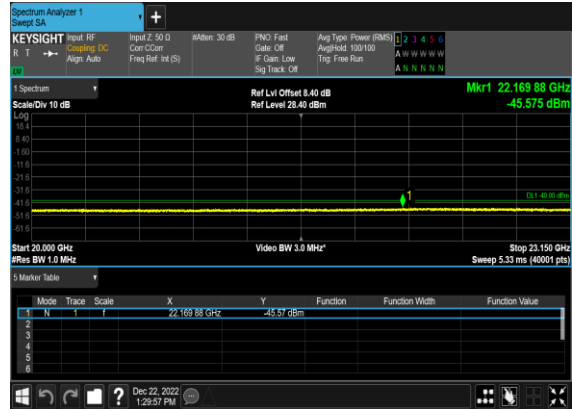 Spectrum Analyzer 1
Swept SA
+
KEYSIGHT Input: RF Input Z: 50 Ω #Atten: 30 dB PNO: Fast Avg Type: Power (RMS) 1 2 3 4 5 6
R T Coupling: DC Corr CCorr Gate: Off Avg|Hold: 100/100 A W W W W W
Align: Auto Freq Ref: Int (S) IF Gain: Low Trig: Free Run
Sig Track: Off A N N N N N
1 Spectrum Ref Lvl Offset 8.40 dB Mkr1 22.169 88 GHz
Scale/Div 10 dB Ref Level 28.40 dBm -45.575 dBm
Log
18.4
8.40
-1.60
-11.6
-21.6
-31.6
1
DL1 -40.00 dBm
-41.6
-51.6
-61.6
Start 20.000 GHz Video BW 3.0 MHz* Stop 23.150 GHz
#Res BW 1.0 MHz Sweep 5.33 ms (40001 pts)
5 Marker Table
Mode Trace Scale X Y Function Function Width Function Value
1 N 1 f 22.169 88 GHz -45.57 dBm
2
3
4
5
6
? Dec 22, 2022
1:29:57 PM